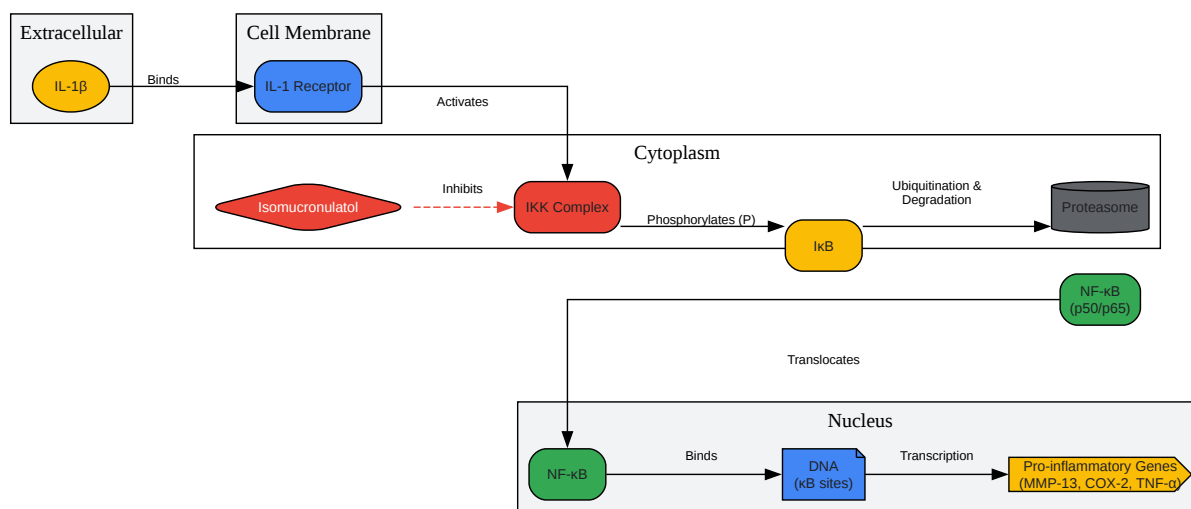 Extracellular
Cell Membrane
IL-1β
Binds
IL-1 Receptor
Activates
Cytoplasm
Isomucronulatol
Inhibits
IKK Complex
Phosphorylates (P)
IκB
Ubiquitination &
Degradation
Proteasome
NF-κB
(p50/p65)
Translocates
Nucleus
NF-κB
Binds
DNA
(κB sites)
Transcription
Pro-inflammatory Genes
(MMP-13, COX-2, TNF-α)